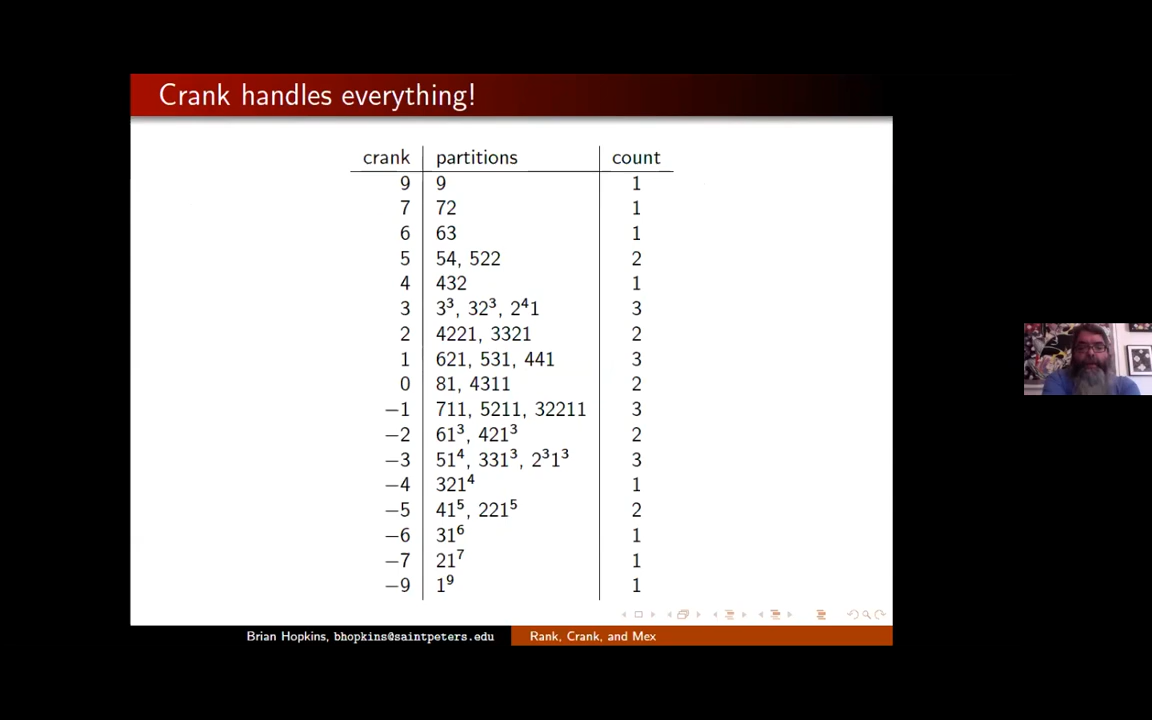 Crank handles everything!
crank partitions count
9 9 1
7 72 1
6 63 1
5 54, 522 2
4 432 1
3 3³, 32³, 2⁴1 3
2 4221, 3321 2
1 621, 531, 441 3
0 81, 4311 2
−1 711, 5211, 32211 3
−2 61³, 421³ 2
−3 51⁴, 331³, 2³1³ 3
−4 321⁴ 1
−5 41⁵, 221⁵ 2
−6 31⁶ 1
−7 21⁷ 1
−9 1⁹ 1
Brian Hopkins, bhopkins@saintpeters.edu Rank, Crank, and Mex